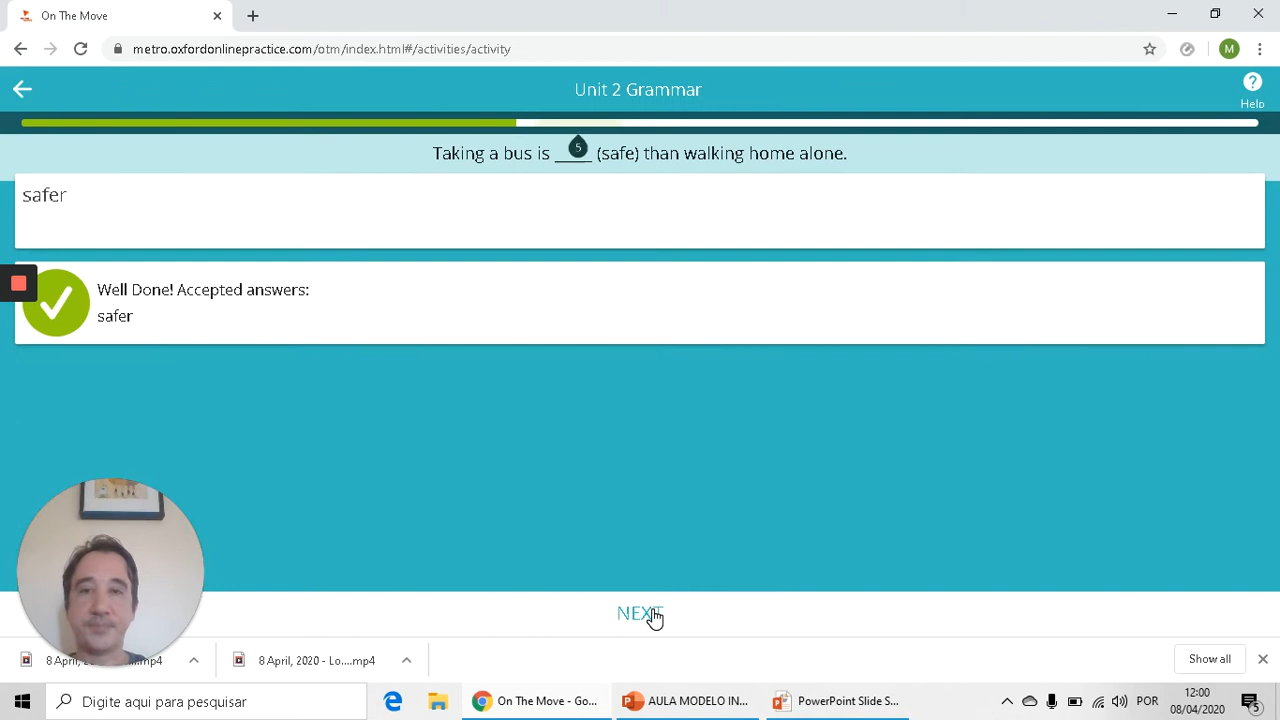 On The Move
metro.oxfordonlinepractice.com/otm/index.html#/activities/activity
M
Unit 2 Grammar
?
Help
5
Taking a bus is ____ (safe) than walking home alone.
safer
Well Done! Accepted answers:
safer
NEXT
8 April, 2020 - Lo....mp4
Show all
Digite aqui para pesquisar
On The Move - Go...
AULA MODELO IN...
PowerPoint Slide S...
POR
12:00
08/04/2020
5